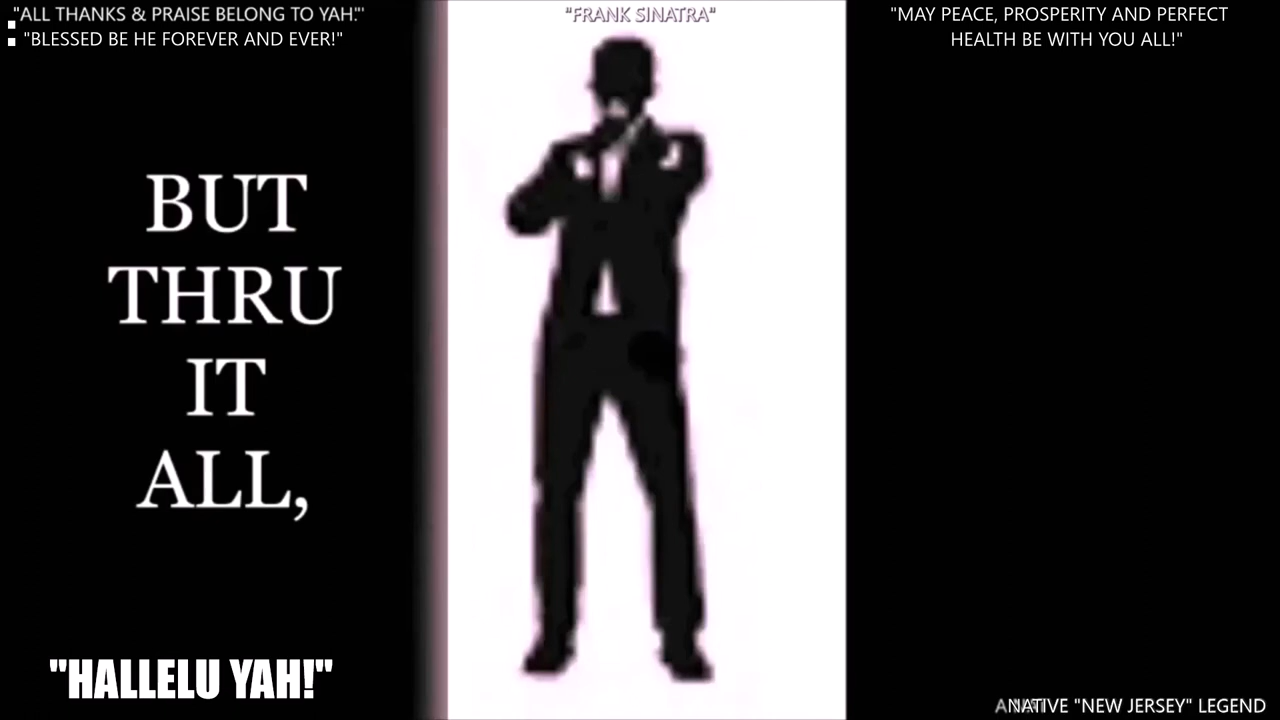 "ALL THANKS & PRAISE BELONG TO YAH."
"BLESSED BE HE FOREVER AND EVER!"
"FRANK SINATRA"
"MAY PEACE, PROSPERITY AND PERFECT
HEALTH BE WITH YOU ALL!"
BUT
THRU
IT
ALL,
"HALLELU YAH!"
NATIVE "NEW JERSEY" LEGEND